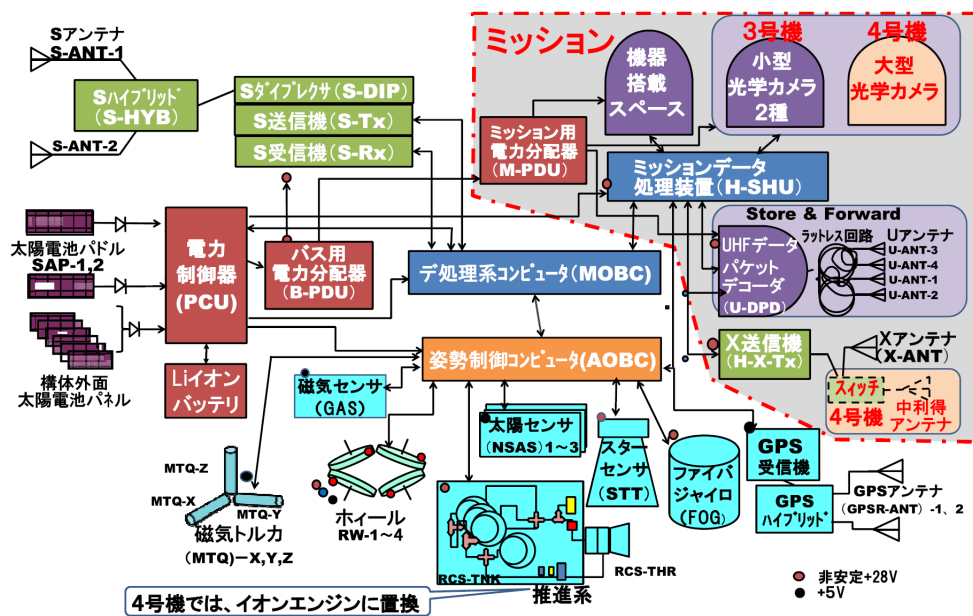 Sアンテナ
S-ANT-1
Sハイブリッド
(S-HYB)
S-ANT-2
Sダイプレクサ(S-DIP)
S送信機(S-Tx)
S受信機(S-Rx)
ミッション
機器
搭載
スペース
3号機
小型
光学カメラ
2種
4号機
大型
光学カメラ
ミッション用
電力分配器
(M-PDU)
ミッションデータ
処理装置(H-SHU)
太陽電池パドル
SAP-1,2
構体外面
太陽電池パネル
電力
制御器
(PCU)
Liイオン
バッテリ
バス用
電力分配器
(B-PDU)
デ処理系コンピュータ(MOBC)
姿勢制御コンピュータ(AOBC)
Store & Forward
UHFデータ
パケット
デコーダ
(U-DPD)
ラットレス回路
Uアンテナ
U-ANT-3
U-ANT-4
U-ANT-1
U-ANT-2
X送信機
(H-X-Tx)
Xアンテナ
(X-ANT)
スイッチ
4号機
中利得
アンテナ
磁気センサ
(GAS)
MTQ-Z
MTQ-X
MTQ-Y
磁気トルカ
(MTQ)ーX,Y,Z
ホィール
RW-1~4
太陽センサ
(NSAS)1~3
スター
センサ
(STT)
ファイバ
ジャイロ
(FOG)
GPS
受信機
GPS
ハイブリッド
GPSアンテナ
(GPSR-ANT) -1、2
RCS-TNK
RCS-THR
推進系
4号機では、イオンエンジンに置換
非安定+28V
+5V